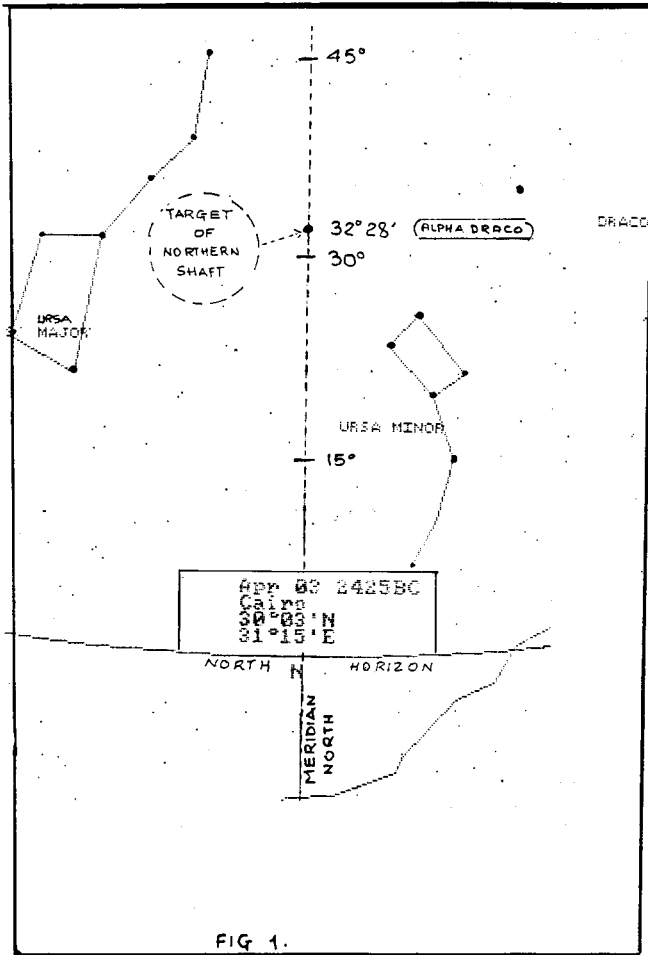 45°
TARGET
OF
NORTHERN
SHAFT
32°28' (ALPHA DRACO)
DRACO
30°
URSA
MAJOR
URSA MINOR
15°
Apr 03 2425BC
Cairo
30°03'N
31°15'E
NORTH N HORIZON
MERIDIAN
NORTH
FIG 1.